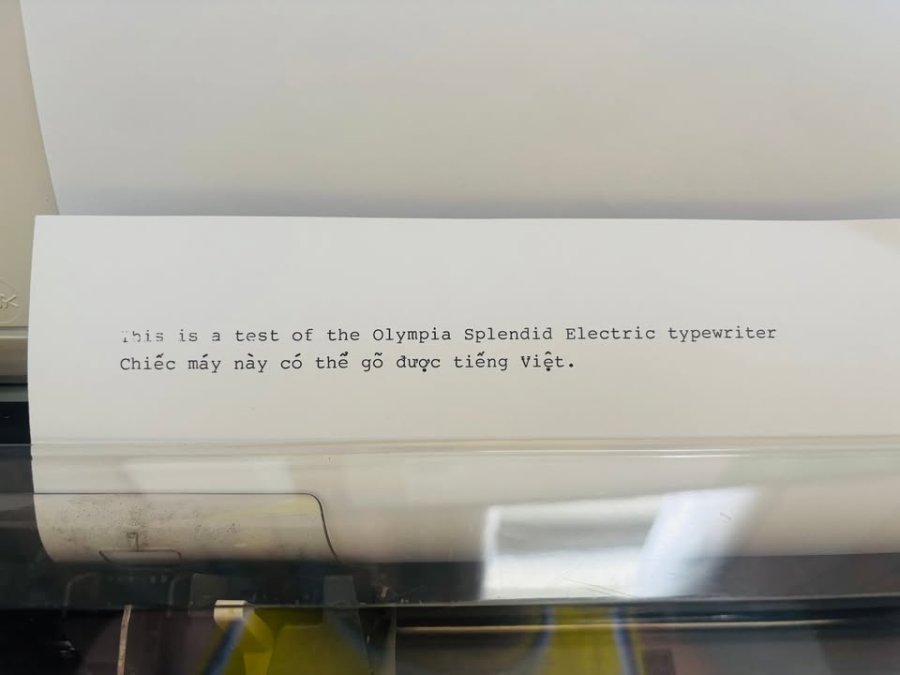 This is a test of the Olympia Splendid Electric typewriter
Chiếc máy này có thể gõ được tiếng Việt.